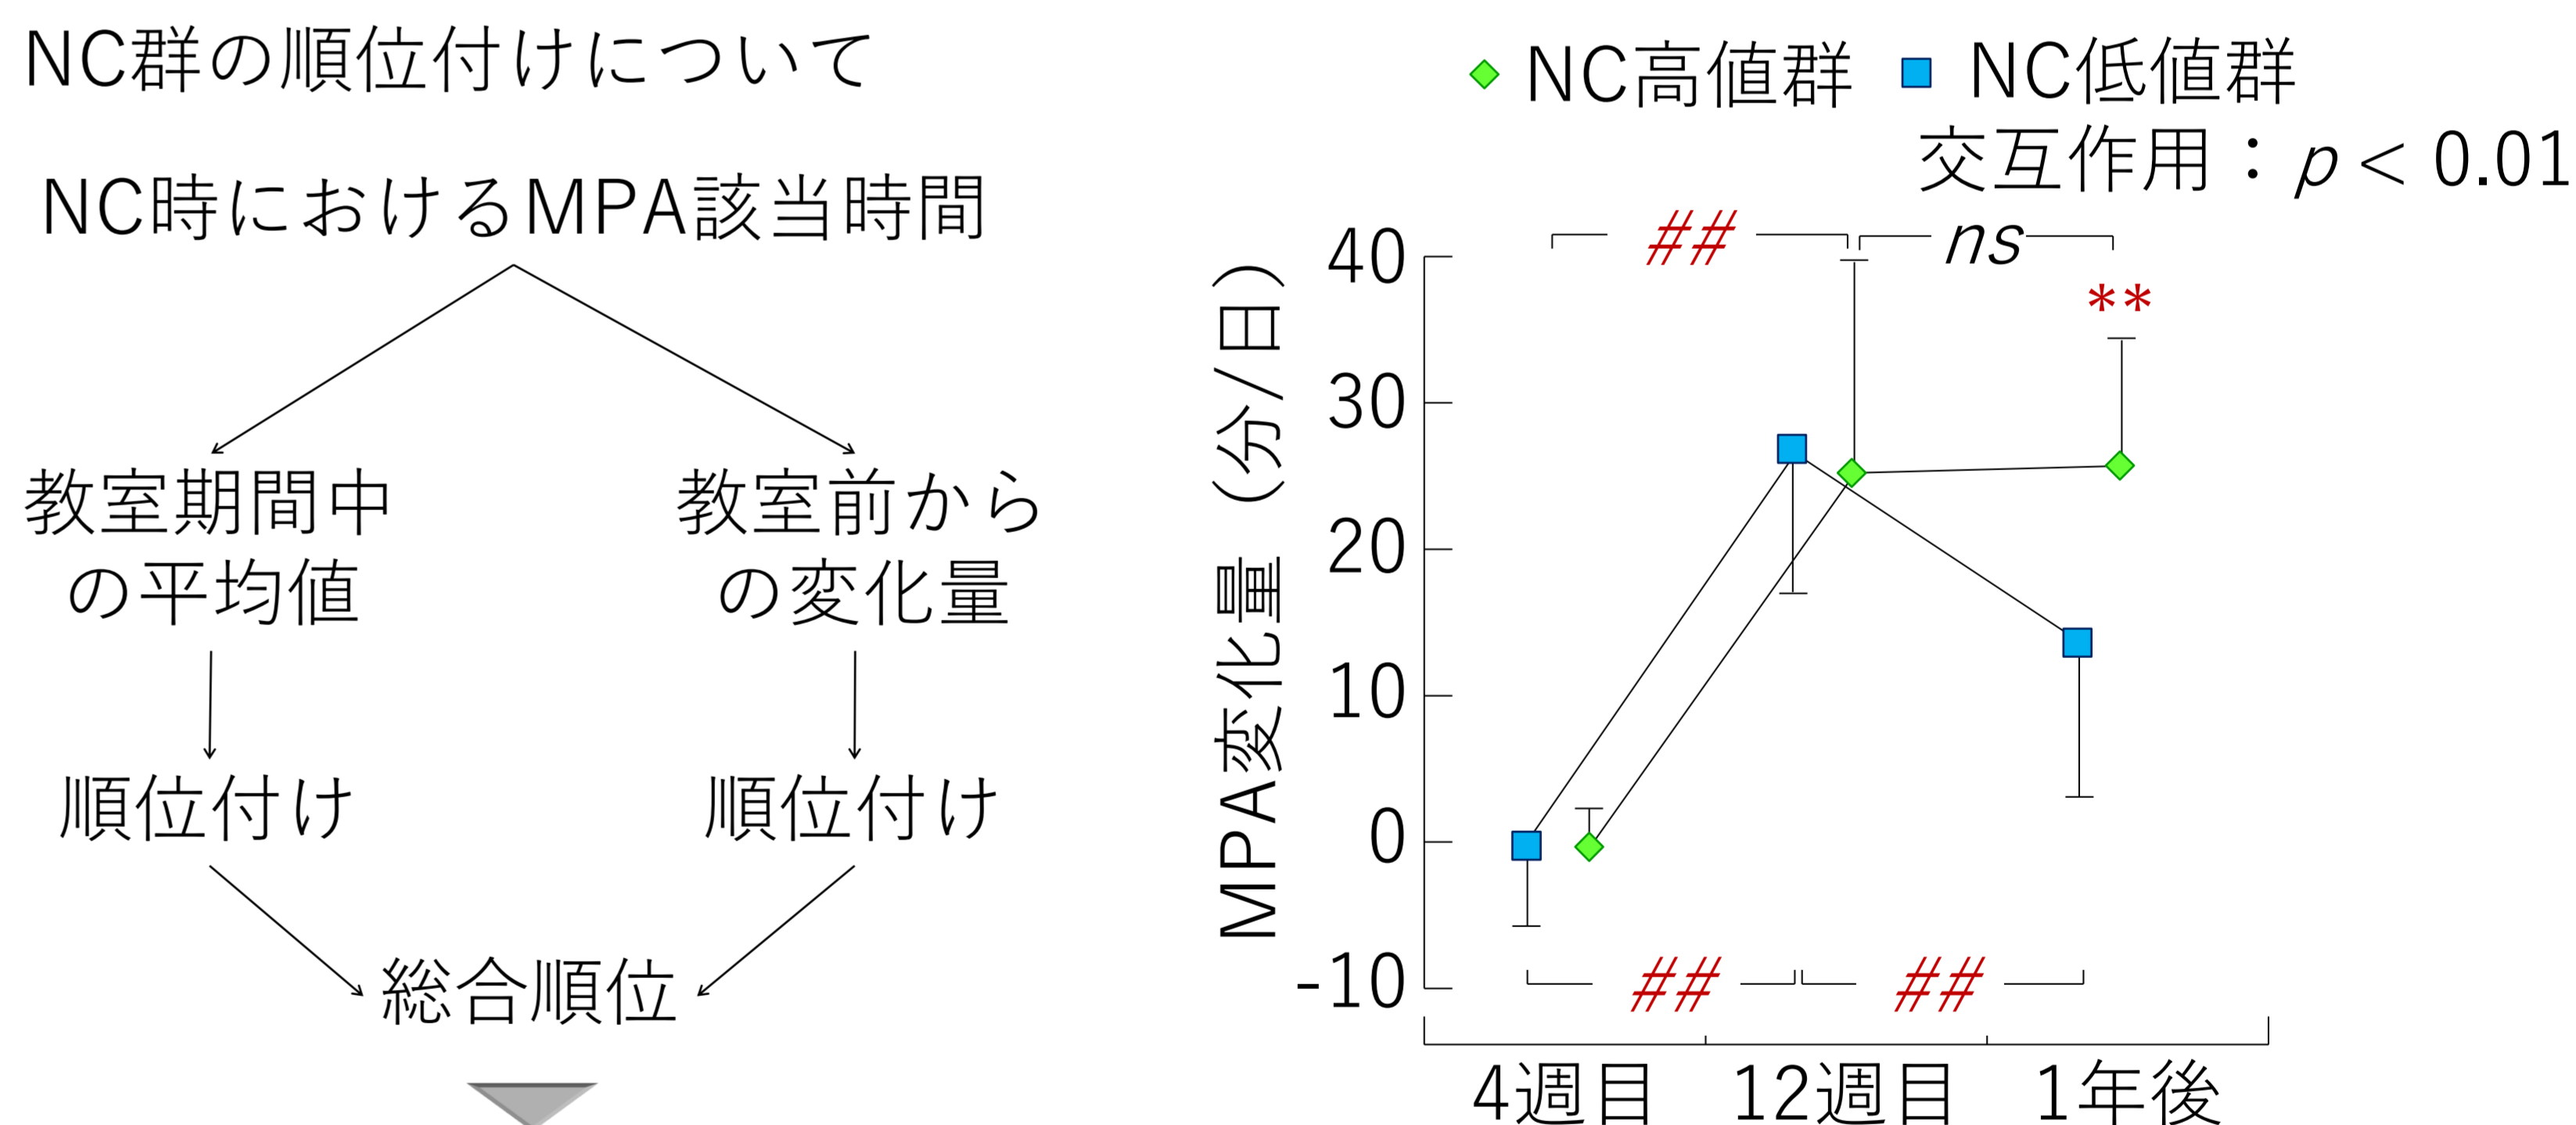 NC群の順位付けについて
NC時におけるMPA該当時間
教室期間中
の平均値
教室前から
の変化量
順位付け
順位付け
総合順位
NC高値群
NC低値群
交互作用：p < 0.01
MPA変化量（分/日）
40
30
20
10
0
-10
##
ns
**
##
##
4週目
12週目
1年後